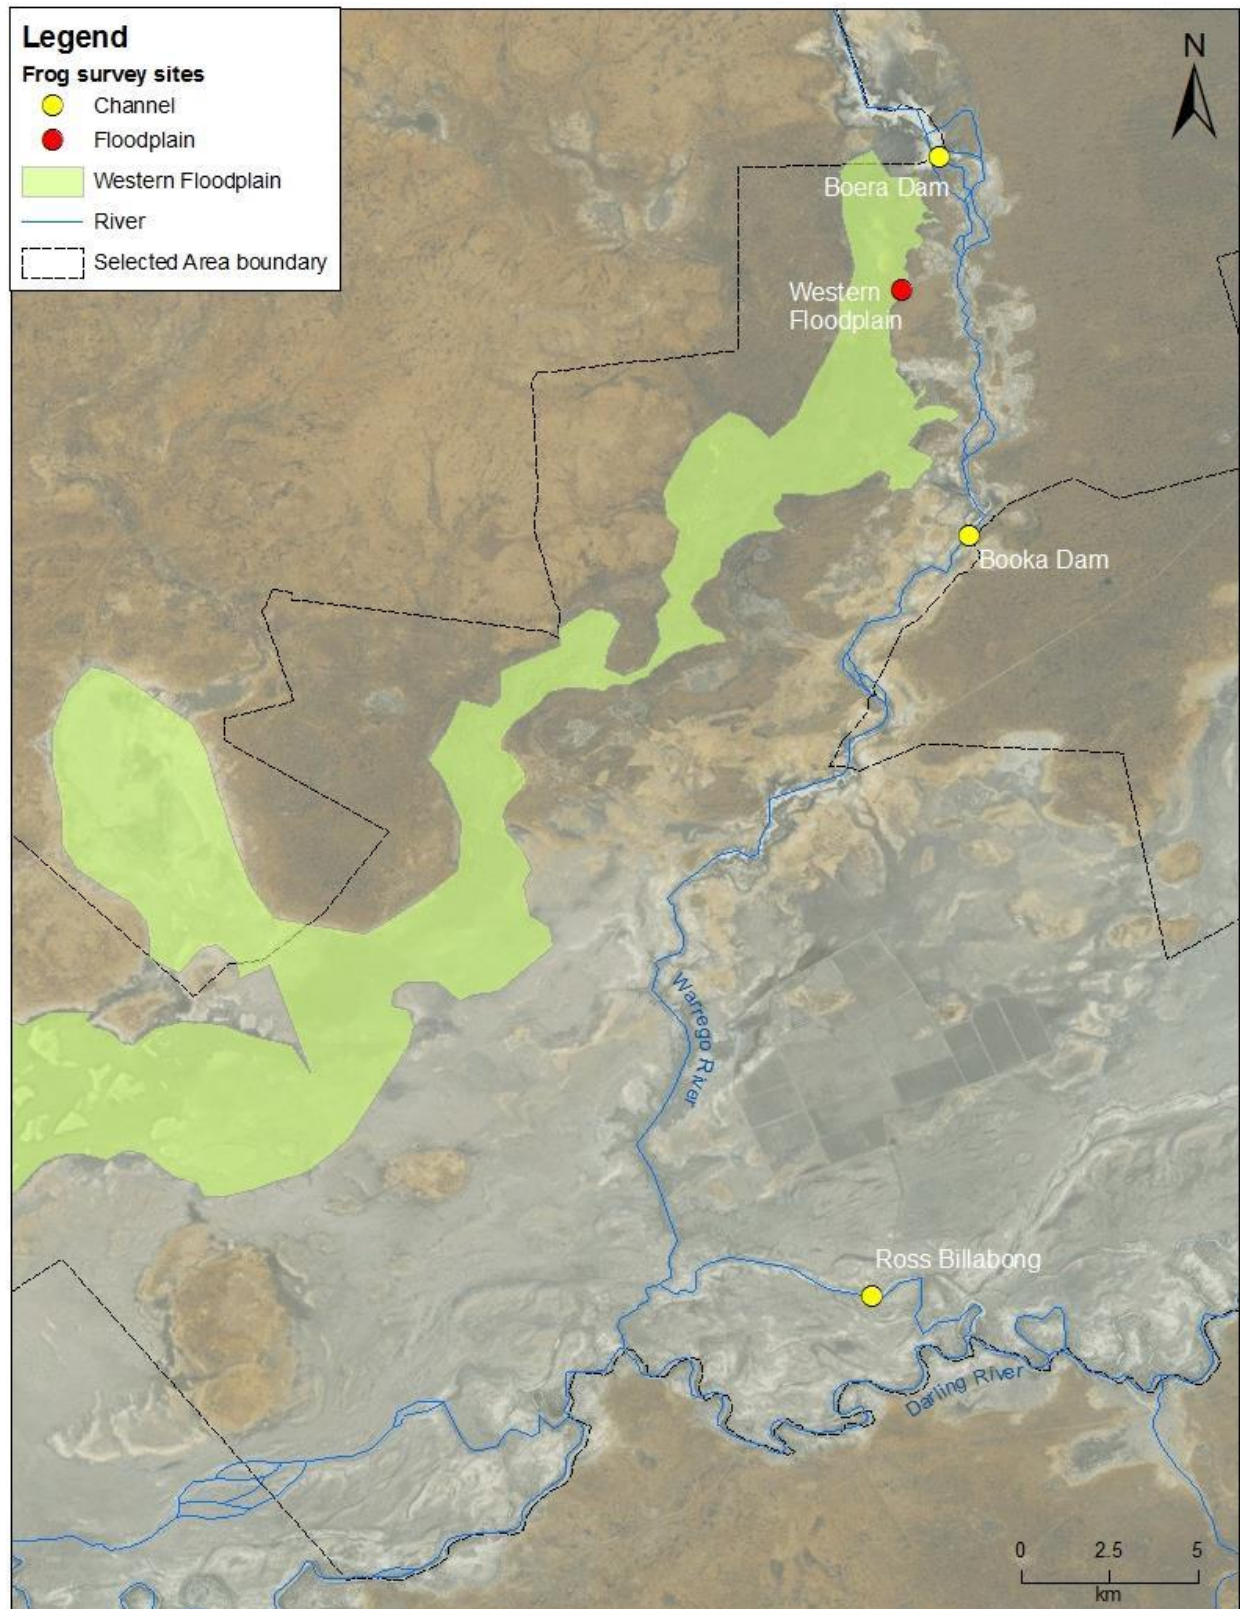 Legend
Frog survey sites
Channel
Floodplain
Western Floodplain
River
Selected Area boundary
N
Boera Dam
Western
Floodplain
Booka Dam
Warrego River
Ross Billabong
Darling River
0 2.5 5
km